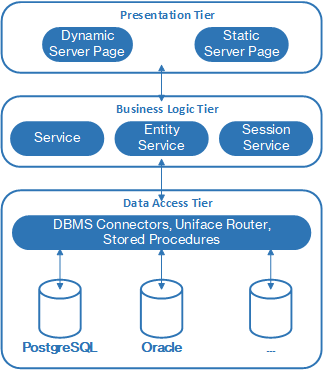 Presentation Tier
Dynamic
Server Page
Static
Server Page
Business Logic Tier
Service
Entity
Service
Session
Service
Data Access Tier
DBMS Connectors, Uniface Router,
Stored Procedures
PostgreSQL
Oracle
...